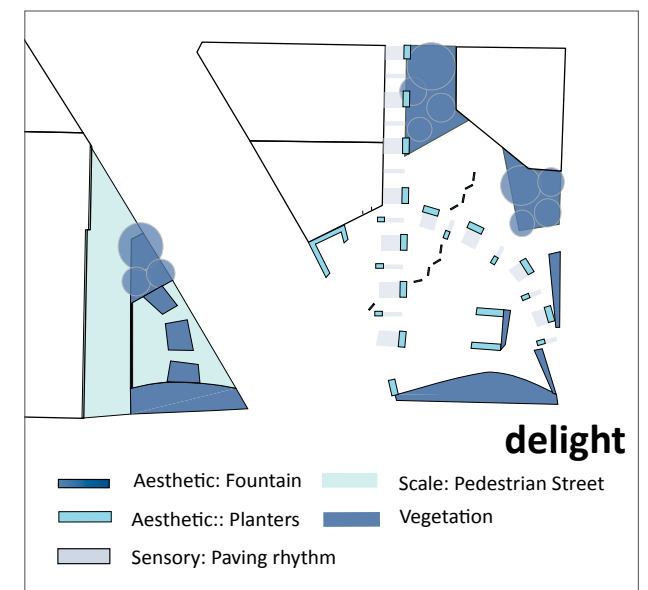 delight
Aesthetic: Fountain
Scale: Pedestrian Street
Aesthetic:: Planters
Vegetation
Sensory: Paving rhythm